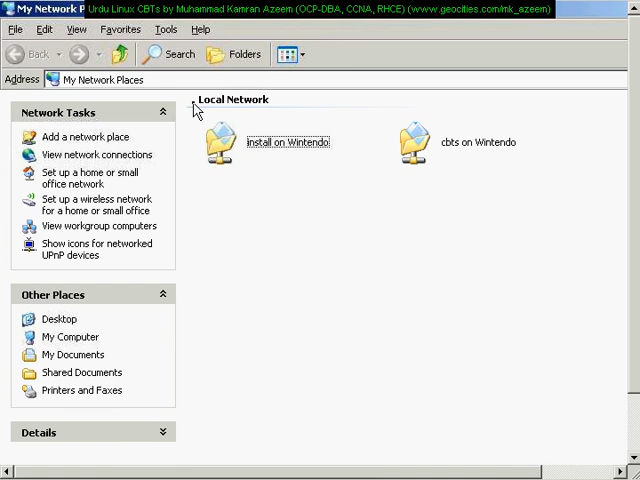 My Network P
Urdu Linux CBTs by Muhammad Kamran Azeem (OCP-DBA, CCNA, RHCE) (www.geocities.com/mk_azeem)
File Edit View Favorites Tools Help
Back Search Folders
Address My Network Places
Network Tasks
Add a network place
View network connections
Set up a home or small
office network
Set up a wireless network
for a home or small office
View workgroup computers
Show icons for networked
UPnP devices
Other Places
Desktop
My Computer
My Documents
Shared Documents
Printers and Faxes
Details
Local Network
install on Wintendo
cbts on Wintendo